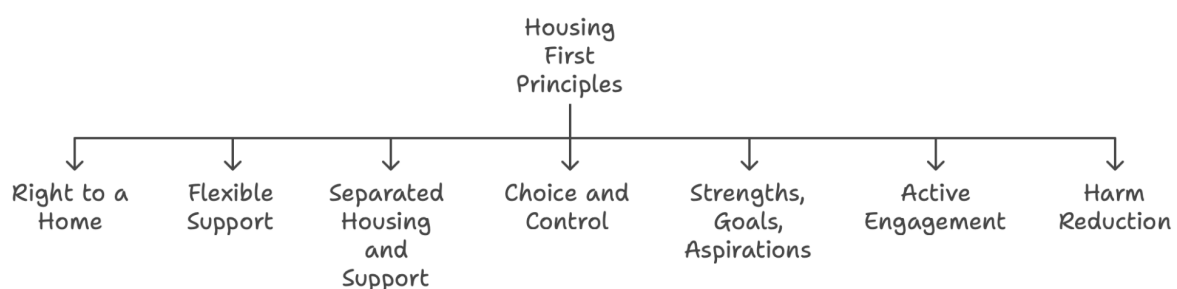 Housing
First
Principles
Right to a
Home
Flexible
Support
Separated
Housing
and
Support
Choice and
Control
Strengths,
Goals,
Aspirations
Active
Engagement
Harm
Reduction